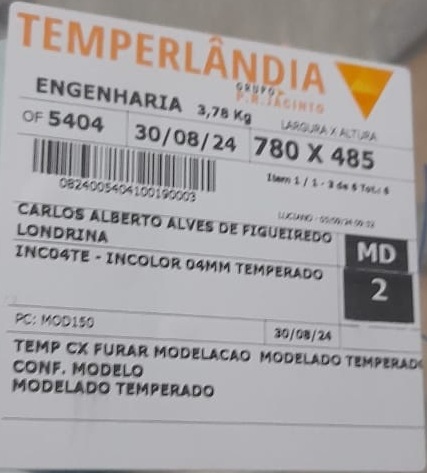 TEMPERLÂNDIA
GRUPO
P.R.JACINTO
ENGENHARIA 3,78 Kg
LARGURA X ALTURA
OF 5404 30/08/24 780 X 485
Item 1 / 1 - 3 de 6 Tot.: 6
0824005404100190003
CARLOS ALBERTO ALVES DE FIGUEIREDO
LONDRINA
MD
INC04TE - INCOLOR 04MM TEMPERADO
2
PC: MOD150
30/08/24
TEMP CX FURAR MODELACAO MODELADO TEMPERADO
CONF. MODELO
MODELADO TEMPERADO